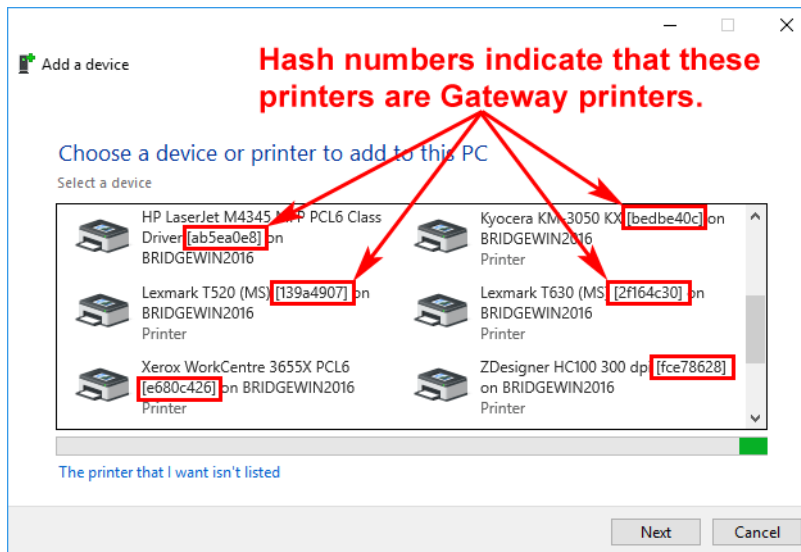 Add a device
Hash numbers indicate that these
printers are Gateway printers.
Choose a device or printer to add to this PC
Select a device
HP LaserJet M4345 MFP PCL6 Class
Driver [ab5ea0e8] on
BRIDGEWIN2016
Kyocera KM-3050 KX [bedbe40c] on
BRIDGEWIN2016
Printer
Lexmark T520 (MS) [139a4907] on
BRIDGEWIN2016
Printer
Lexmark T630 (MS) [2f164c30] on
BRIDGEWIN2016
Printer
Xerox WorkCentre 3655X PCL6
[e680c426] on BRIDGEWIN2016
Printer
ZDesigner HC100 300 dpi [fce78628]
on BRIDGEWIN2016
Printer
The printer that I want isn't listed
Next
Cancel